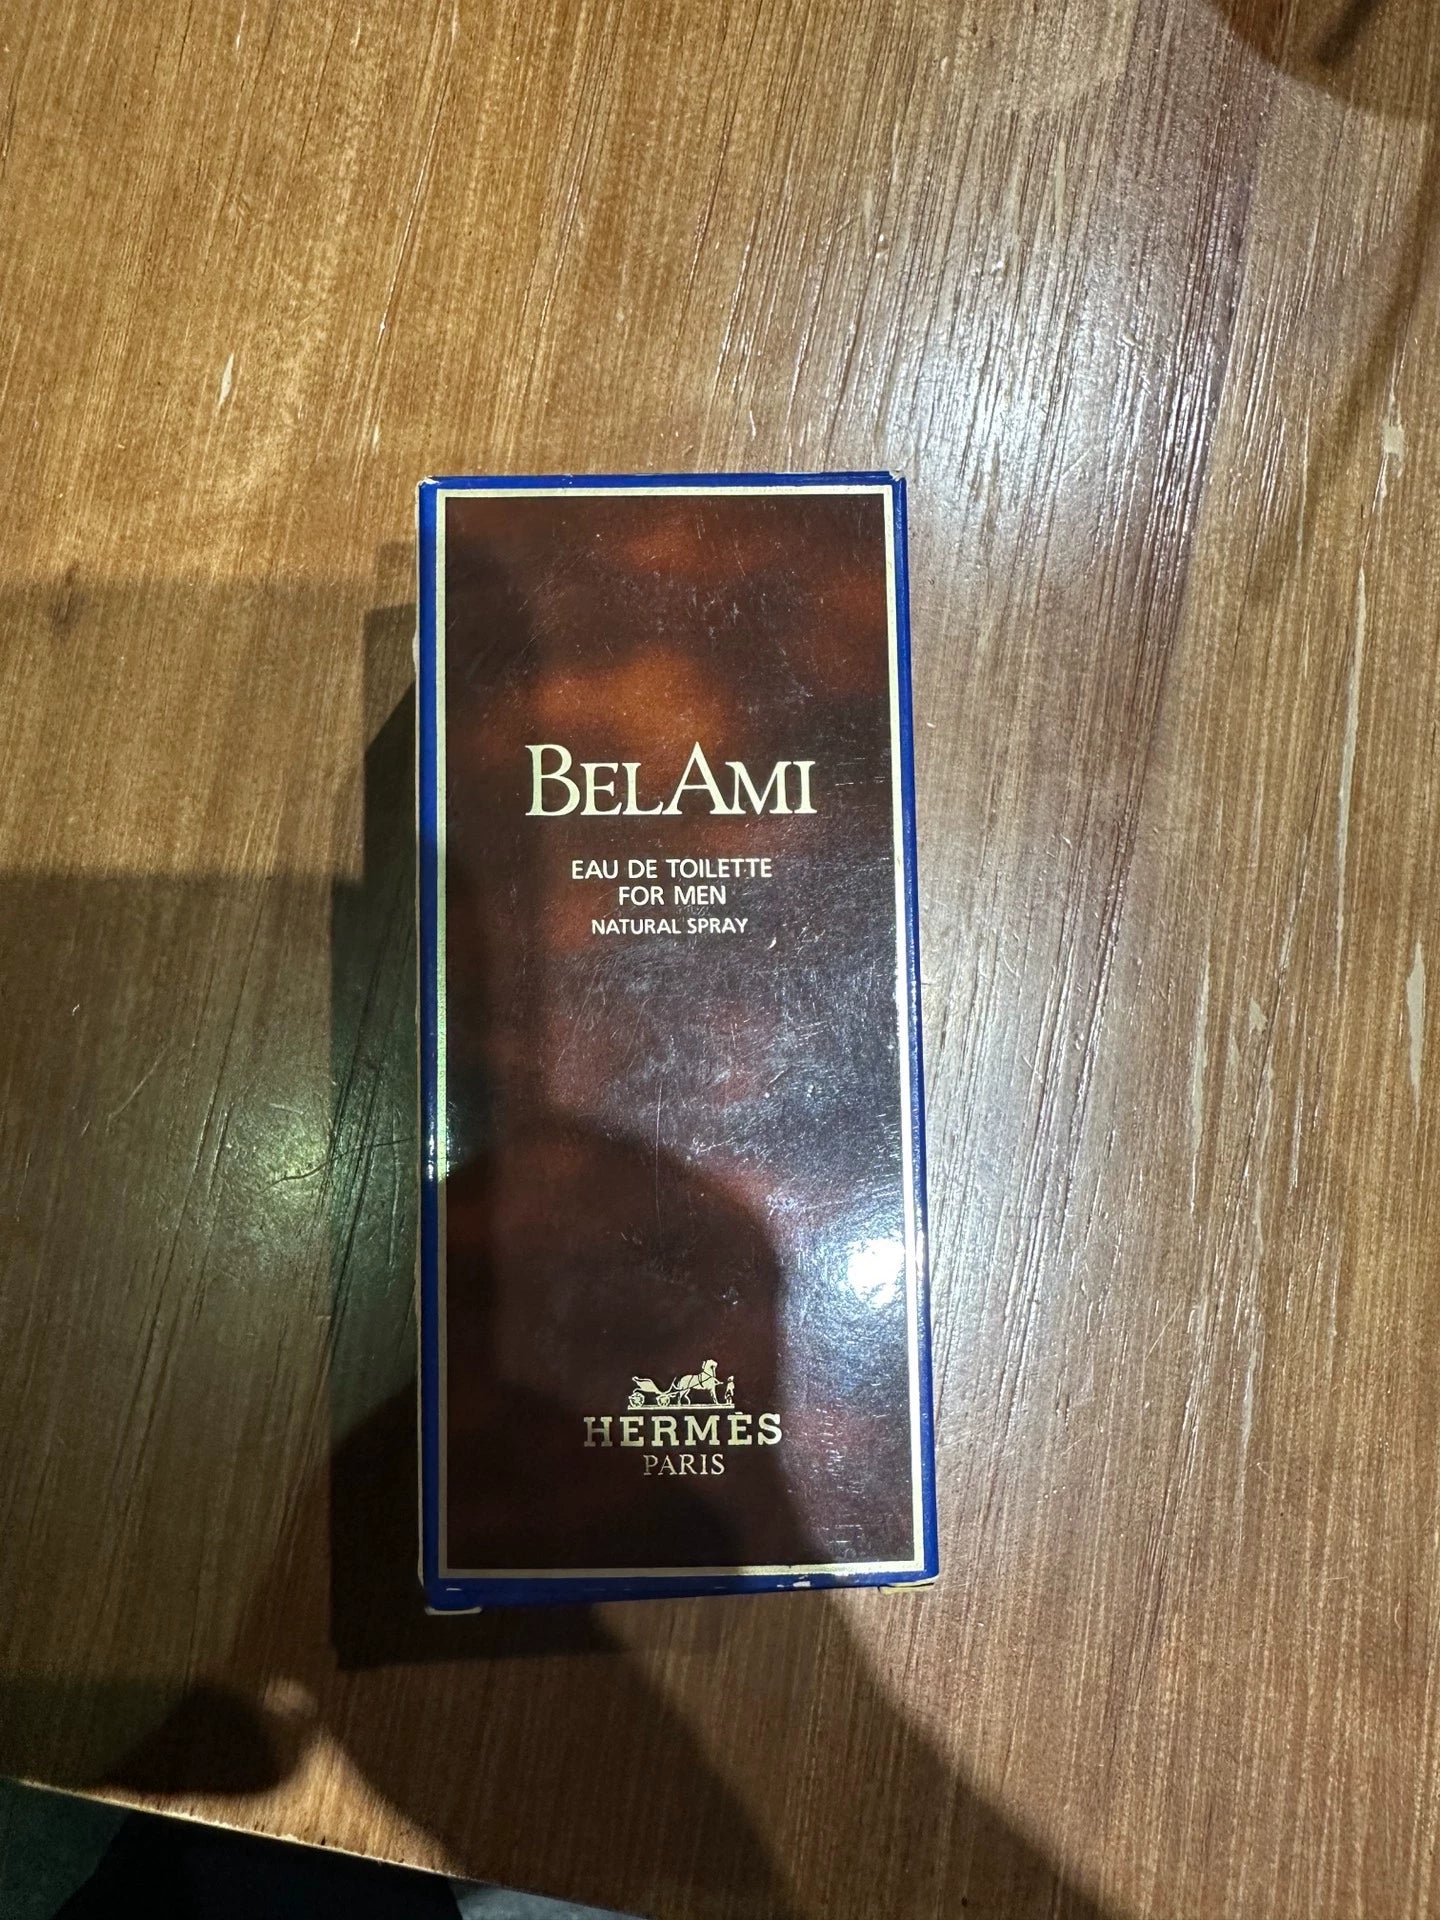 BELAMI
EAU DE TOILETTE
FOR MEN
NATURAL SPRAY
HERMÈS
PARIS